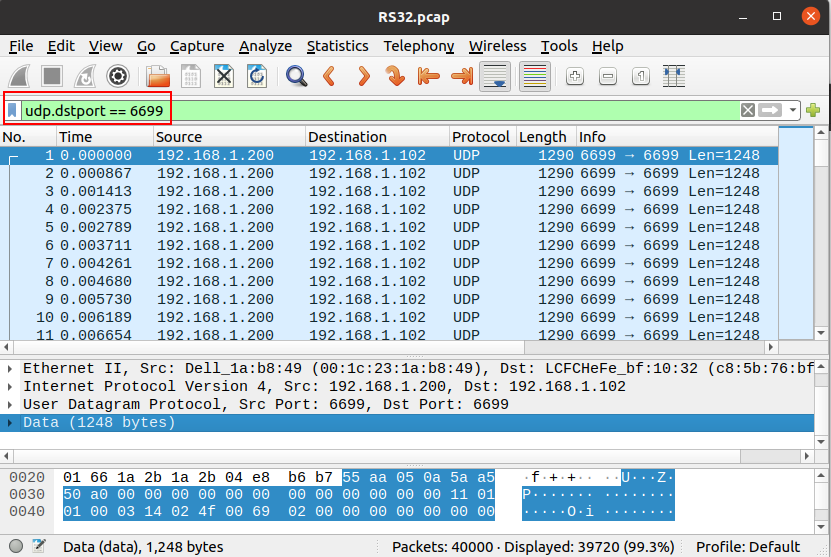 RS32.pcap
File Edit View Go Capture Analyze Statistics Telephony Wireless Tools Help
udp.dstport == 6699
No. Time Source Destination Protocol Length Info
1 0.000000 192.168.1.200 192.168.1.102 UDP 1290 6699 → 6699 Len=1248
2 0.000867 192.168.1.200 192.168.1.102 UDP 1290 6699 → 6699 Len=1248
3 0.001413 192.168.1.200 192.168.1.102 UDP 1290 6699 → 6699 Len=1248
4 0.002375 192.168.1.200 192.168.1.102 UDP 1290 6699 → 6699 Len=1248
5 0.002789 192.168.1.200 192.168.1.102 UDP 1290 6699 → 6699 Len=1248
6 0.003711 192.168.1.200 192.168.1.102 UDP 1290 6699 → 6699 Len=1248
7 0.004261 192.168.1.200 192.168.1.102 UDP 1290 6699 → 6699 Len=1248
8 0.004680 192.168.1.200 192.168.1.102 UDP 1290 6699 → 6699 Len=1248
9 0.005730 192.168.1.200 192.168.1.102 UDP 1290 6699 → 6699 Len=1248
10 0.006189 192.168.1.200 192.168.1.102 UDP 1290 6699 → 6699 Len=1248
11 0.006654 192.168.1.200 192.168.1.102 UDP 1290 6699 → 6699 Len=1248
Ethernet II, Src: Dell_1a:b8:49 (00:1c:23:1a:b8:49), Dst: LCFCHeFe_bf:10:32 (c8:5b:76:bf
Internet Protocol Version 4, Src: 192.168.1.200, Dst: 192.168.1.102
User Datagram Protocol, Src Port: 6699, Dst Port: 6699
Data (1248 bytes)
0020 01 66 1a 2b 1a 2b 04 e8 b6 b7 55 aa 05 0a 5a a5 ·f·+·+·· ··U···Z·
0030 50 a0 00 00 00 00 00 00 00 00 00 00 00 00 11 01 P······· ········
0040 01 00 03 14 02 4f 00 69 02 00 00 00 00 00 00 00 ·····O·i ········
Data (data), 1,248 bytes Packets: 40000 · Displayed: 39720 (99.3%) Profile: Default